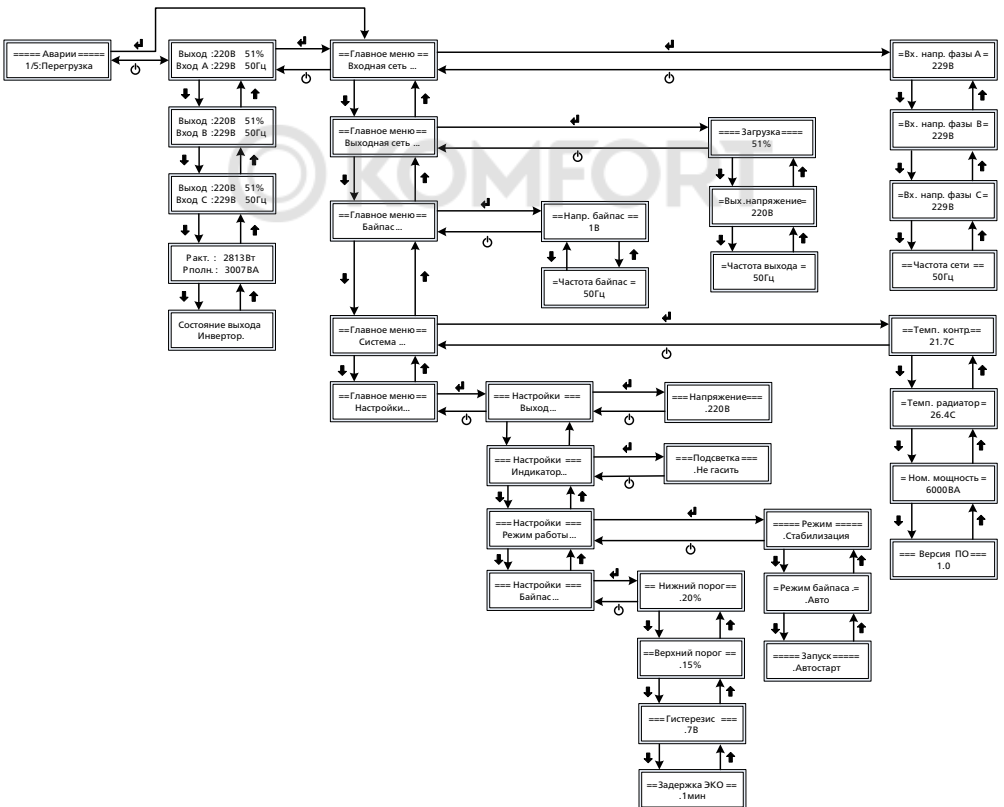 ===== Аварии =====
1/5:Перегрузка
Выход :220В 51%
Вход А :229В 50Гц
Выход :220В 51%
Вход В :229В 50Гц
Выход :220В 51%
Вход С :229В 50Гц
Ракт. : 2813Вт
Рполн. : 3007ВА
Состояние выхода
Инвертор.
==Главное меню ==
Входная сеть ...
==Главное меню==
Выходная сеть ...
==Главное меню==
Байпас...
==Главное меню==
Система ...
==Главное меню==
Настройки...
==Напр. байпас ==
1В
=Частота байпас =
50Гц
====Загрузка====
51%
=Вых.напряжение=
220В
=Частота выхода =
50Гц
=Вх. напр. фазы А =
229В
=Вх. напр. фазы В=
229В
=Вх. напр. фазы С=
229В
==Частота сети ==
50Гц
==Темп. контр.==
21.7С
=Темп. радиатор=
26.4С
= Ном. мощность =
6000ВА
=== Версия ПО===
1.0
=== Настройки ===
Выход...
===Напряжение===
.220В
=== Настройки ===
Индикатор...
===Подсветка ===
.Не гасить
===Настройки ===
Режим работы...
===== Режим =====
.Стабилизация
=Режим байпаса .=
.Авто
===== Запуск =====
.Автостарт
=== Настройки ===
Байпас...
== Нижний порог==
.20%
==Верхний порог ==
.15%
===Гистерезис ===
.7В
==Задержка ЭКО ==
.1мин
© KOMFORT